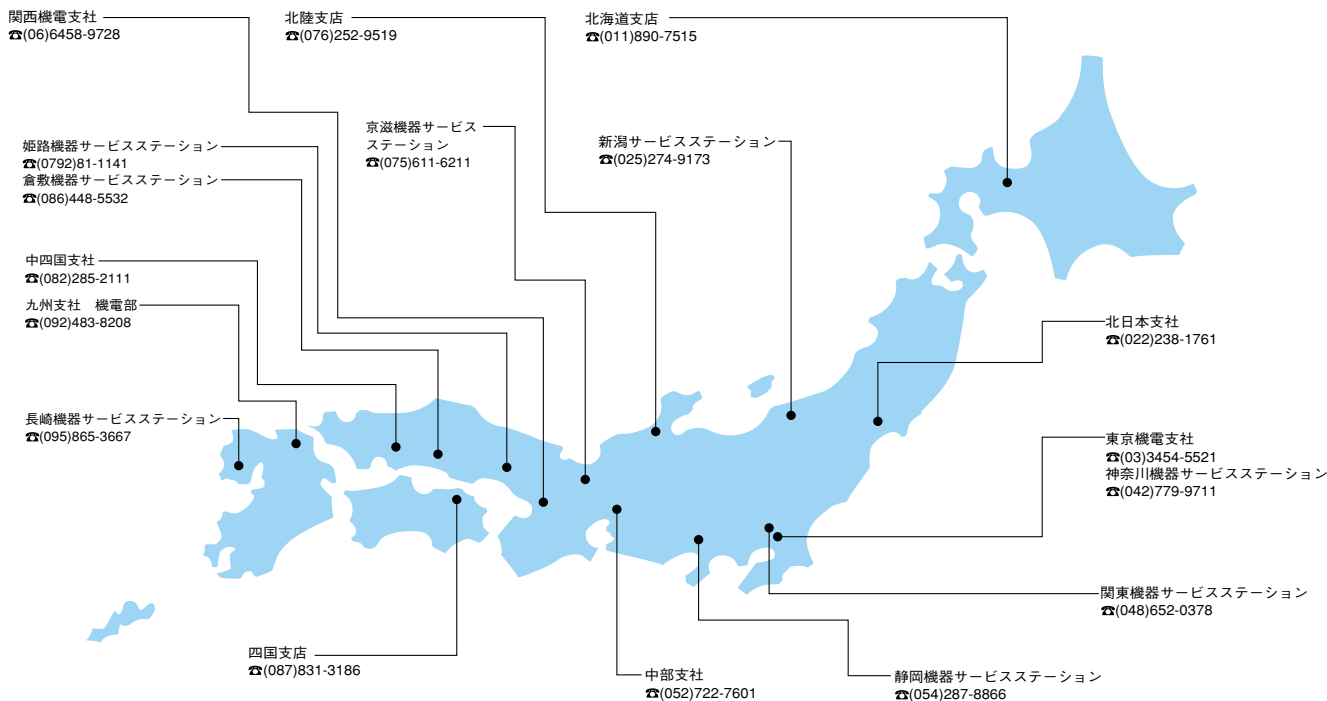 関西機電支社
☎(06)6458-9728
北陸支店
☎(076)252-9519
北海道支店
☎(011)890-7515
京滋機器サービス
ステーション
☎(075)611-6211
新潟サービスステーション
☎(025)274-9173
姫路機器サービスステーション
☎(0792)81-1141
倉敷機器サービスステーション
☎(086)448-5532
中四国支社
☎(082)285-2111
九州支社　機電部
☎(092)483-8208
長崎機器サービスステーション
☎(095)865-3667
北日本支社
☎(022)238-1761
東京機電支社
☎(03)3454-5521
神奈川機器サービスステーション
☎(042)779-9711
関東機器サービスステーション
☎(048)652-0378
四国支店
☎(087)831-3186
中部支社
☎(052)722-7601
静岡機器サービスステーション
☎(054)287-8866